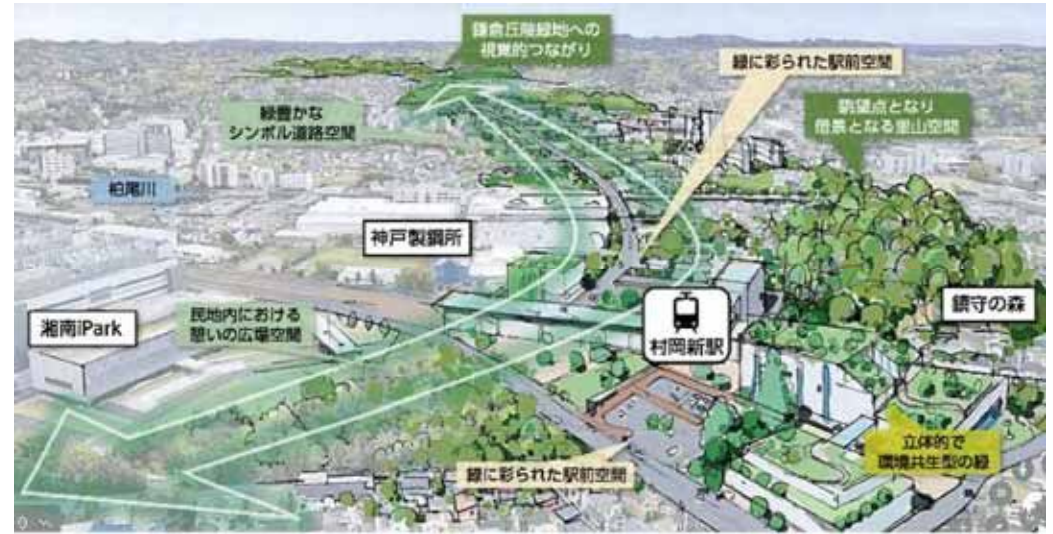 鎌倉丘陵緑地への
視覚的つながり
緑に彩られた駅前空間
緑豊かな
シンボル道路空間
眺望点となり
借景となる里山空間
柏尾川
神戸製鋼所
湘南iPark
民地内における
憩いの広場空間
村岡新駅
鎮守の森
立体的で
環境共生型の緑
緑に彩られた駅前空間